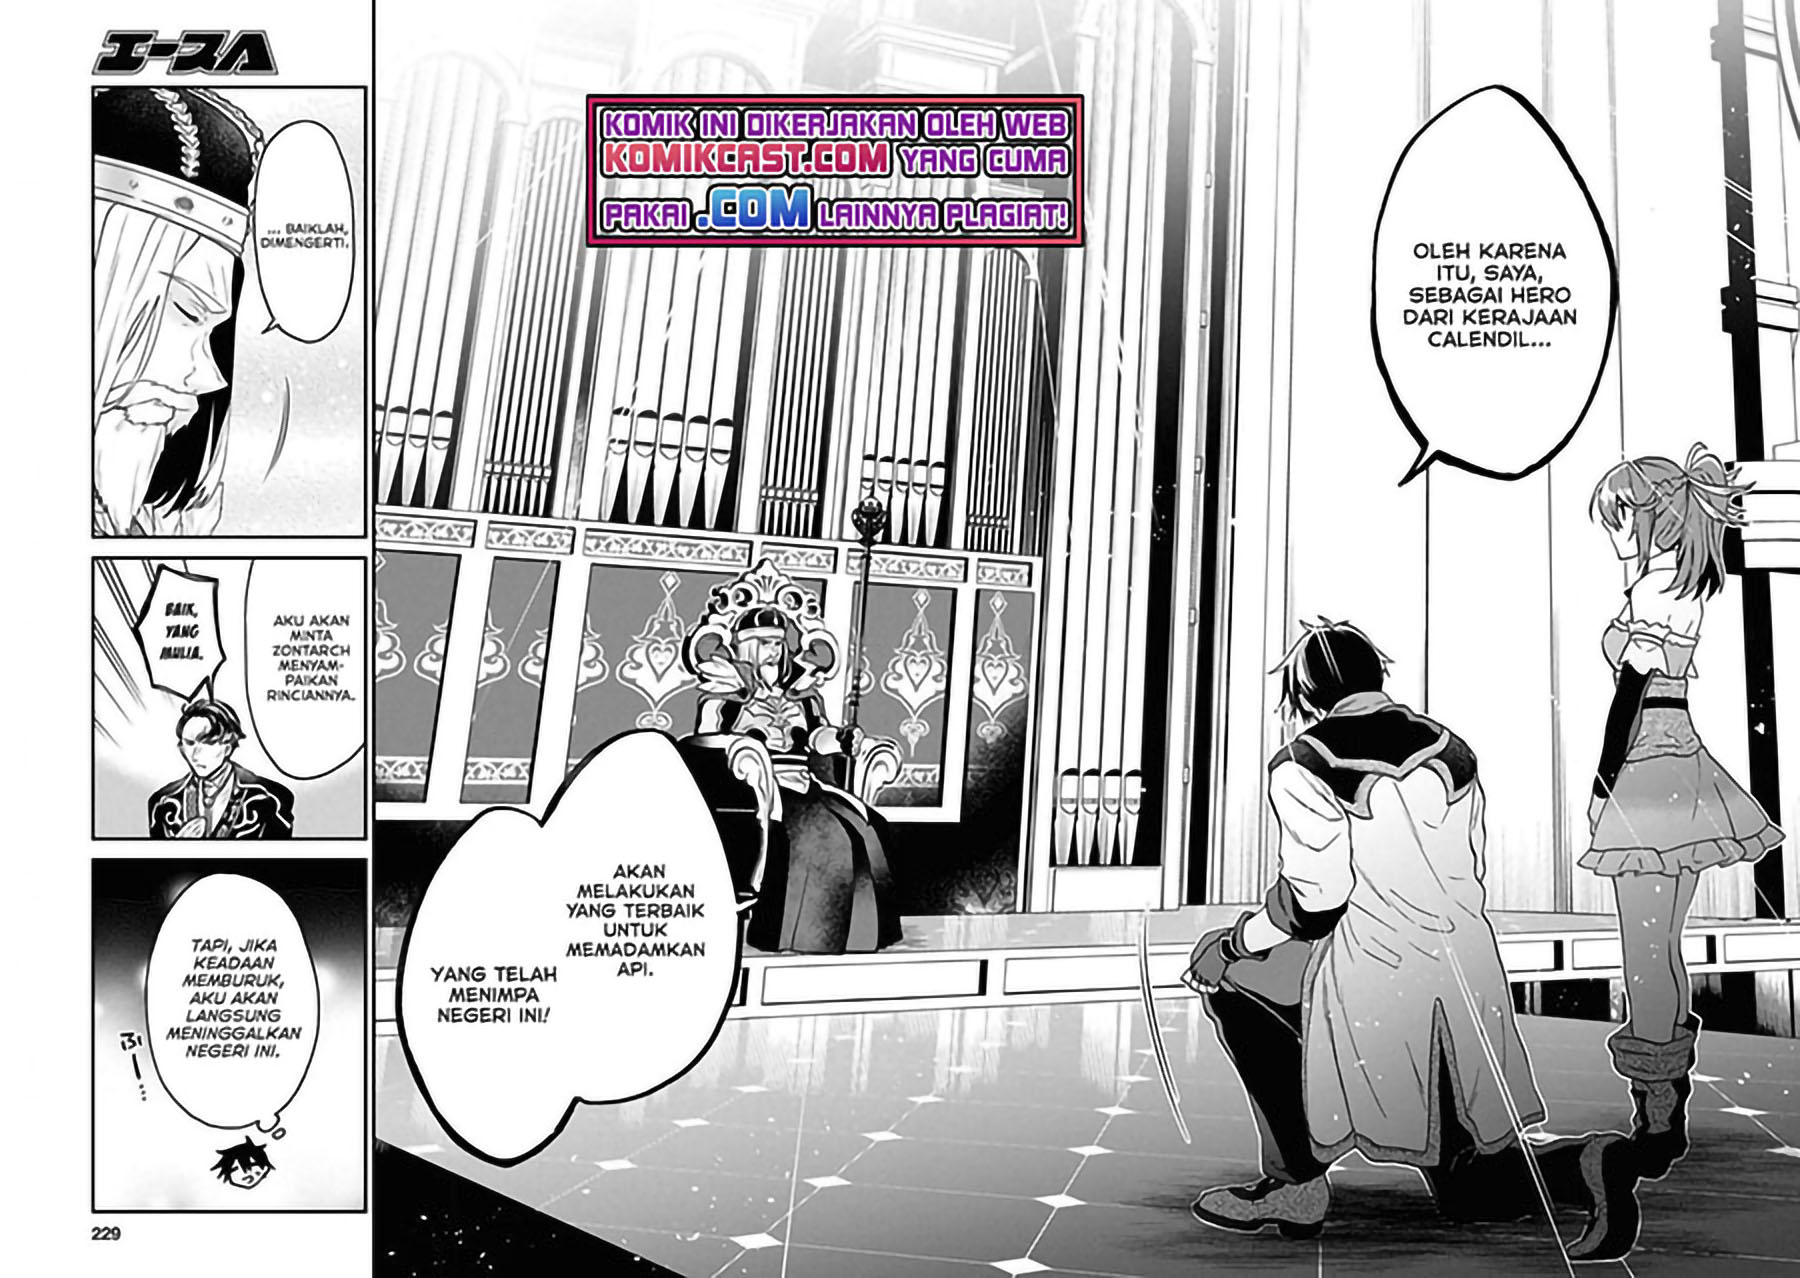 エースA
KOMIK INI DIKERJAKAN OLEH WEB
KOMIKCAST.COM YANG CUMA
PAKAI .COM LAINNYA PLAGIAT!
OLEH KARENA
ITU, SAYA,
SEBAGAI HERO
DARI KERAJAAN
CALENDIL...
AKAN
MELAKUKAN
YANG TERBAIK
UNTUK
MEMADAMKAN
API.
YANG TELAH
MENIMPA
NEGERI INI!
... BAIKLAH,
DIMENGERTI.
AKU AKAN
MINTA
ZONTARCH
MENYAM-
PAIKAN
RINCIANNYA.
BAIK,
YANG
MULIA.
TAPI, JIKA
KEADAAN
MEMBURUK,
AKU AKAN
LANGSUNG
MENINGGALKAN
NEGERI INI.
ふー…
229